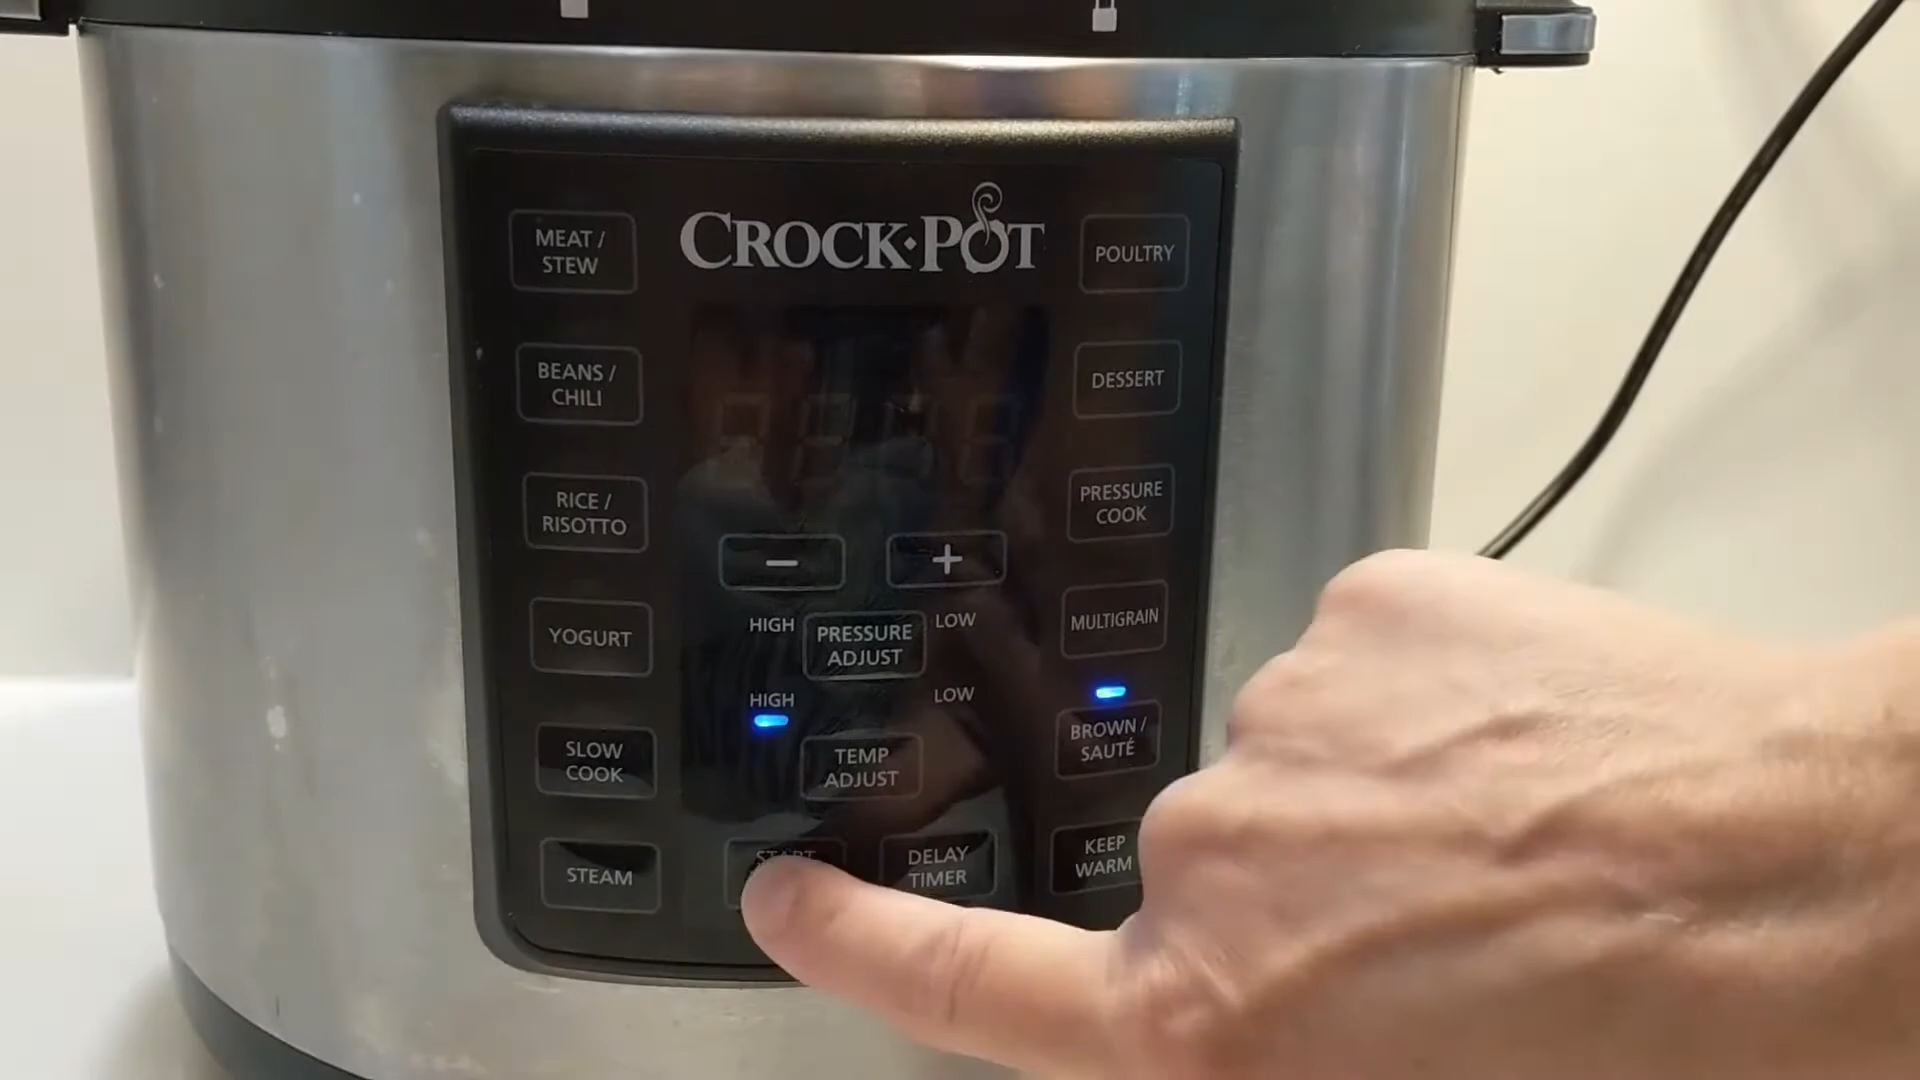 CROCK•POT
MEAT /
STEW
POULTRY
BEANS /
CHILI
DESSERT
RICE /
RISOTTO
PRESSURE
COOK
−
+
YOGURT
HIGH
PRESSURE
ADJUST
LOW
MULTIGRAIN
HIGH
LOW
SLOW
COOK
TEMP
ADJUST
BROWN /
SAUTÉ
STEAM
START
DELAY
TIMER
KEEP
WARM